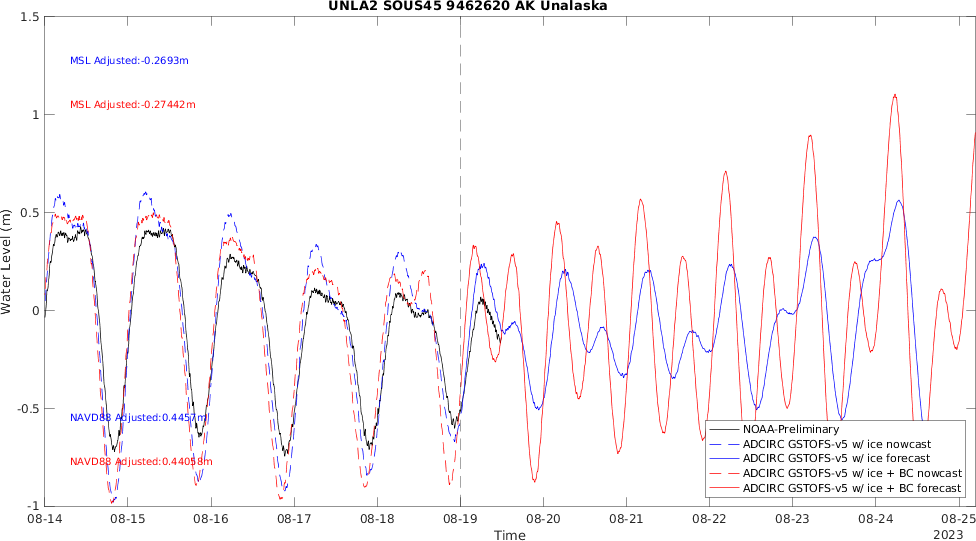 UNLA2 SOUS45 9462620 AK Unalaska
1.5
MSL Adjusted:-0.2693m
MSL Adjusted:-0.27442m
1
0.5
Water Level (m)
0
-0.5
NAVD88 Adjusted:0.4457m
NAVD88 Adjusted:0.44058m
-1
NOAA-Preliminary
ADCIRC GSTOFS-v5 w/ ice nowcast
ADCIRC GSTOFS-v5 w/ ice forecast
ADCIRC GSTOFS-v5 w/ ice + BC nowcast
ADCIRC GSTOFS-v5 w/ ice + BC forecast
08-14 08-15 08-16 08-17 08-18 08-19 08-20 08-21 08-22 08-23 08-24 08-25
Time
2023